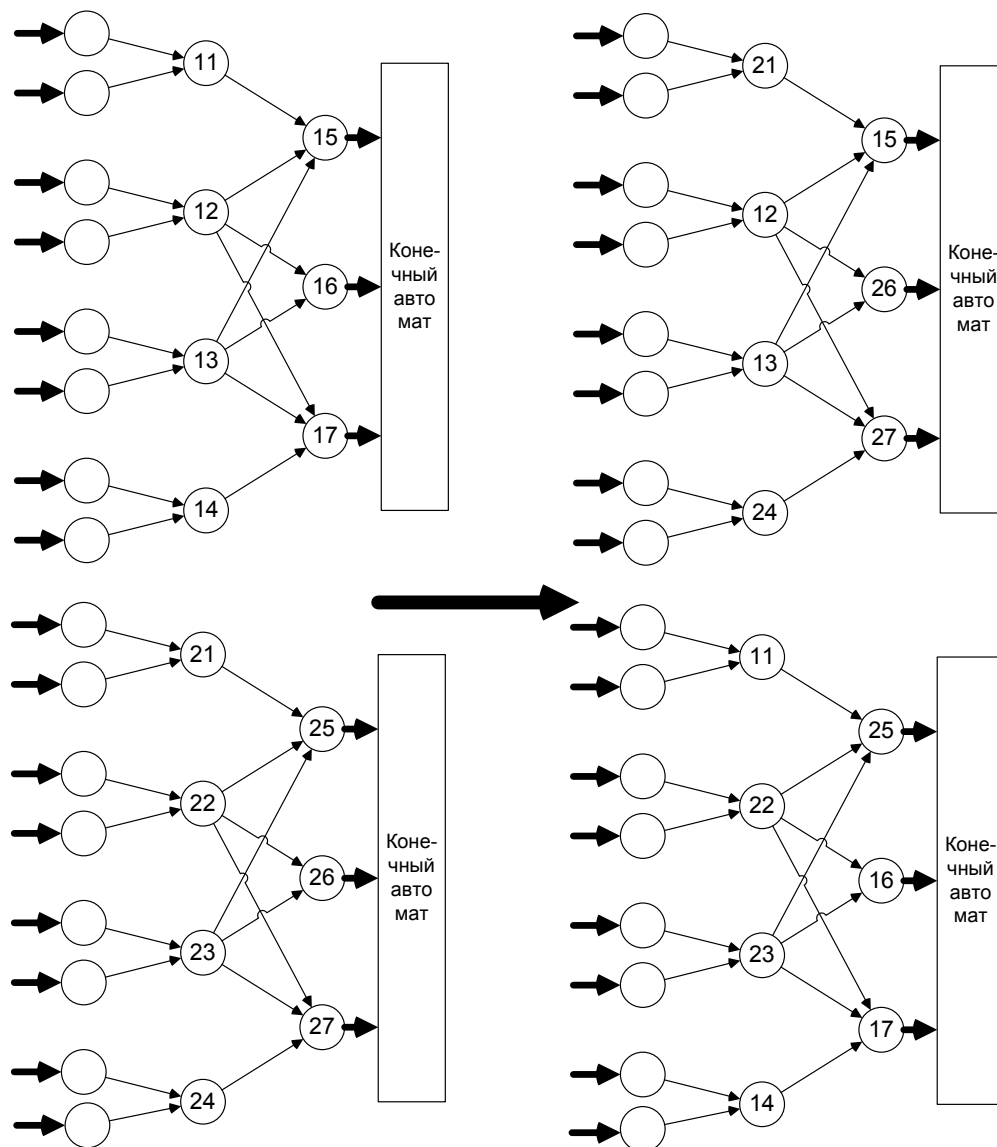 11
15
12
Коне-
чный
авто
мат
16
13
17
14
21
15
12
Коне-
чный
авто
мат
26
13
27
24
21
25
22
Коне-
чный
авто
мат
26
23
27
24
11
25
22
Коне-
чный
авто
мат
16
23
17
14